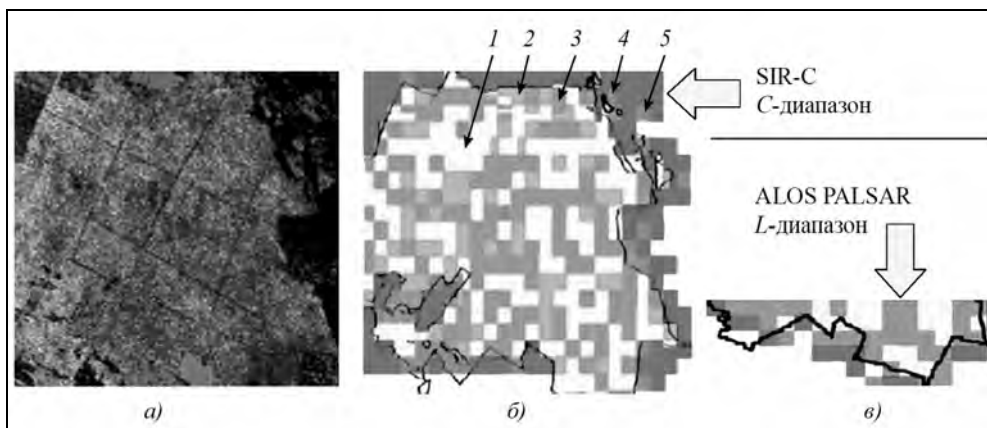 1 2 3 4 5
SIR-C
C-диапазон
ALOS PALSAR
L-диапазон
а) б) в)